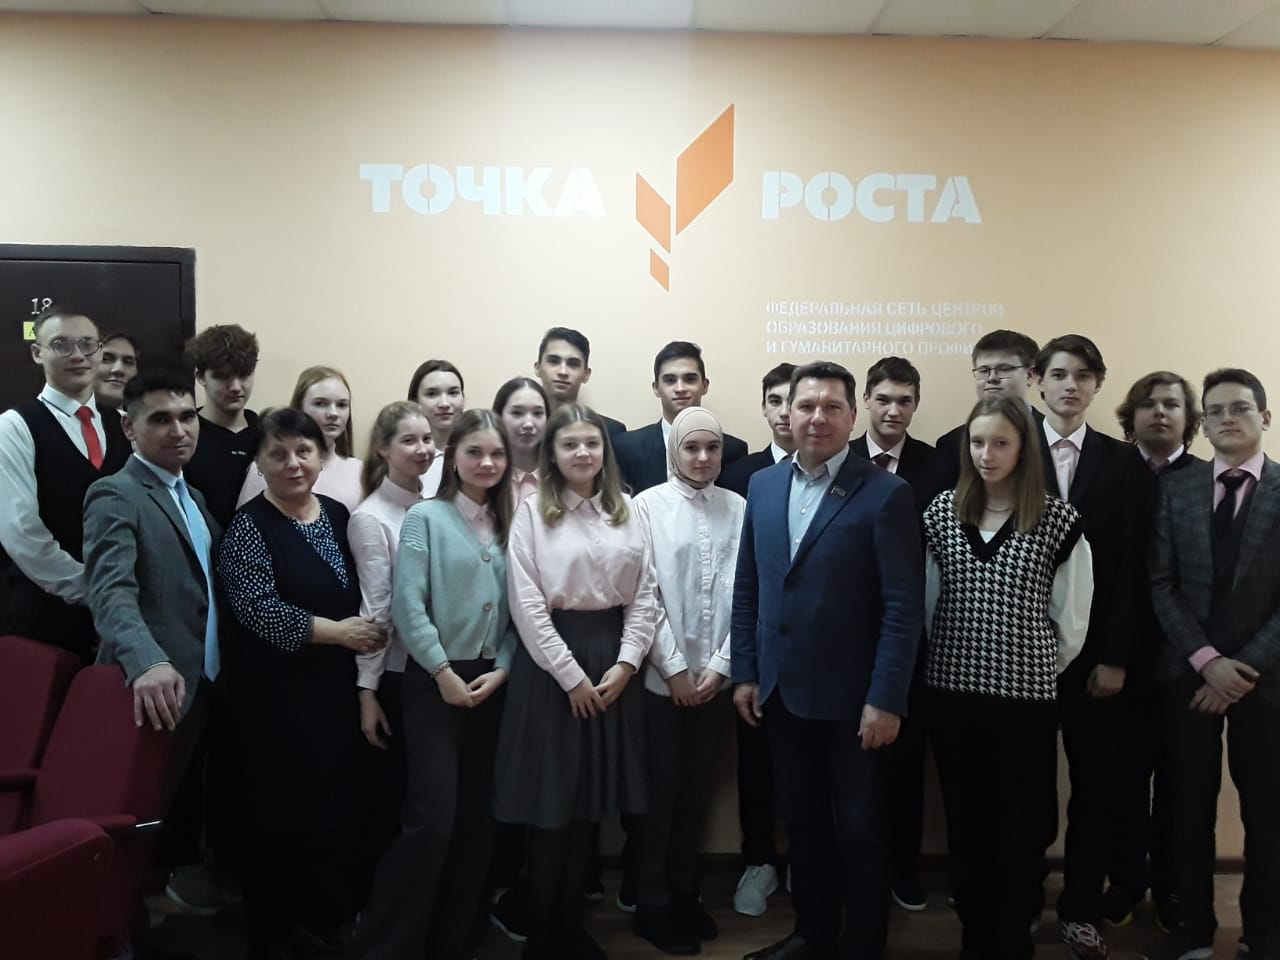 ТОЧКА РОСТА
ФЕДЕРАЛЬНАЯ СЕТЬ ЦЕНТРОВ
ОБРАЗОВАНИЯ ЦИФРОВОГО
И ГУМАНИТАРНОГО
18